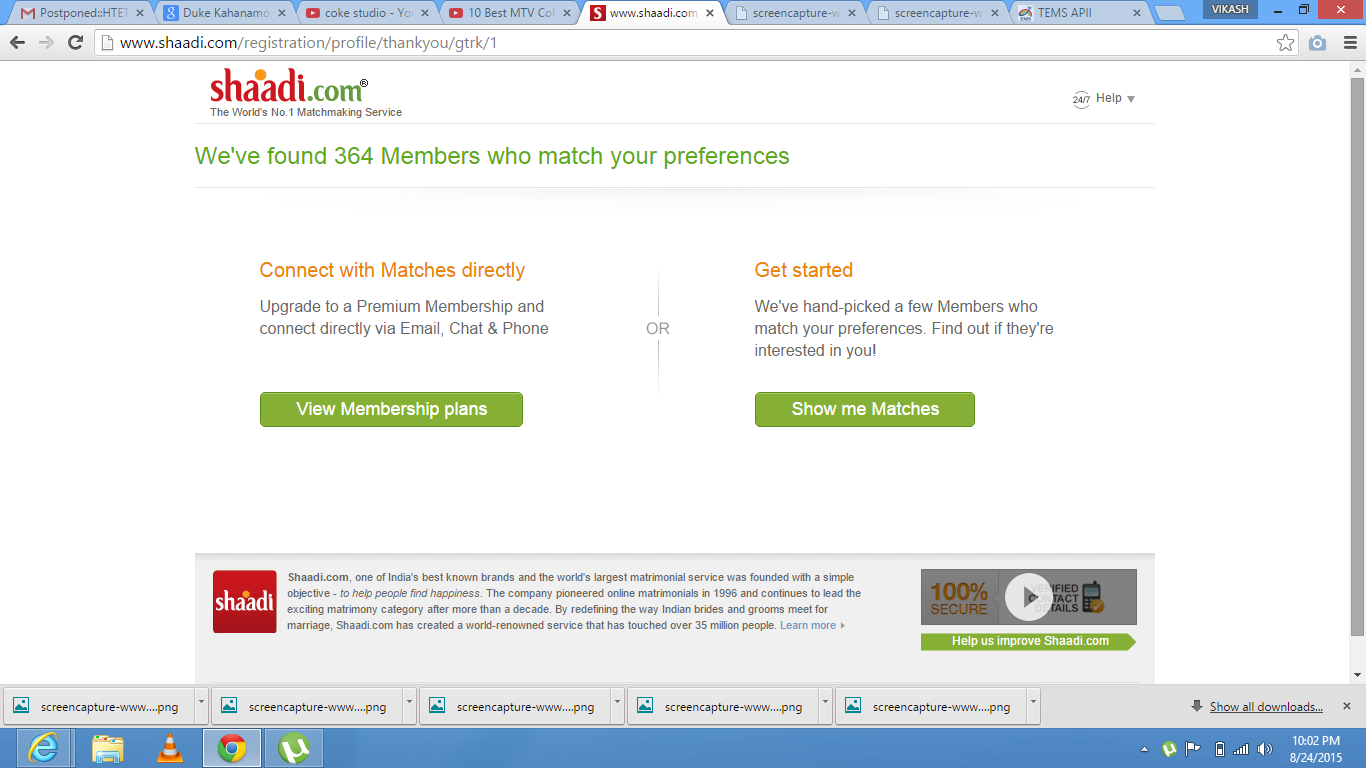 Postponed::HTET
Duke Kahanamo
coke studio - You
10 Best MTV Col
www.shaadi.com
screencapture-w
screencapture-w
TEMS APII
VIKASH
www.shaadi.com/registration/profile/thankyou/gtrk/1
shaadi.com®
The World's No.1 Matchmaking Service
24/7 Help
We've found 364 Members who match your preferences
Connect with Matches directly
Upgrade to a Premium Membership and
connect directly via Email, Chat & Phone
View Membership plans
OR
Get started
We've hand-picked a few Members who
match your preferences. Find out if they're
interested in you!
Show me Matches
shaadi
Shaadi.com, one of India's best known brands and the world's largest matrimonial service was founded with a simple
objective - to help people find happiness. The company pioneered online matrimonials in 1996 and continues to lead the
exciting matrimony category after more than a decade. By redefining the way Indian brides and grooms meet for
marriage, Shaadi.com has created a world-renowned service that has touched over 35 million people. Learn more
100%
SECURE
VERIFIED
CONTACT
DETAILS
Help us improve Shaadi.com
screencapture-www....png
screencapture-www....png
screencapture-www....png
screencapture-www....png
screencapture-www....png
Show all downloads...
10:02 PM
8/24/2015